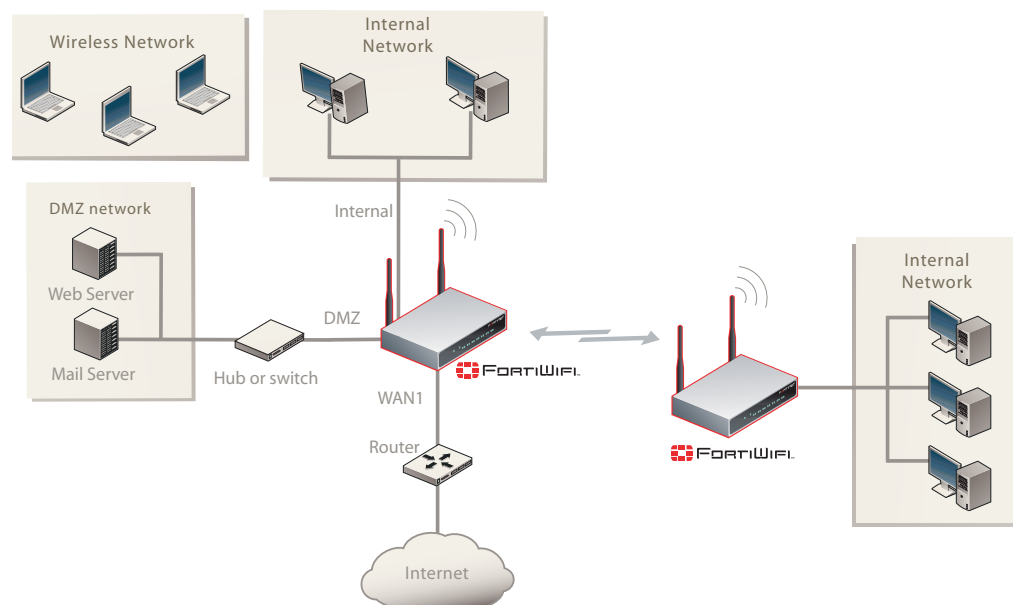 Wireless Network
Internal
Network
DMZ network
Internal
Web Server
DMZ
Mail Server
Hub or switch
FORTIWIFI
WAN1
Router
Internet
Internal
Network
FORTIWIFI